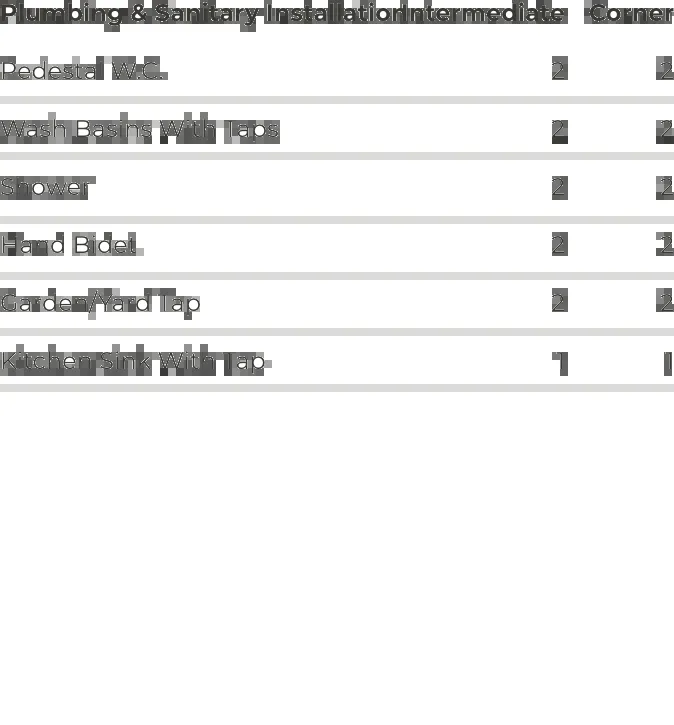 Plumbing & Sanitary Installation Intermediate Corner
Pedestal W.C. 2 2
Wash Basins With Taps 2 2
Shower 2 2
Hand Bidet 2 2
Garden/Yard Tap 2 2
Kitchen Sink With Tap 1 1